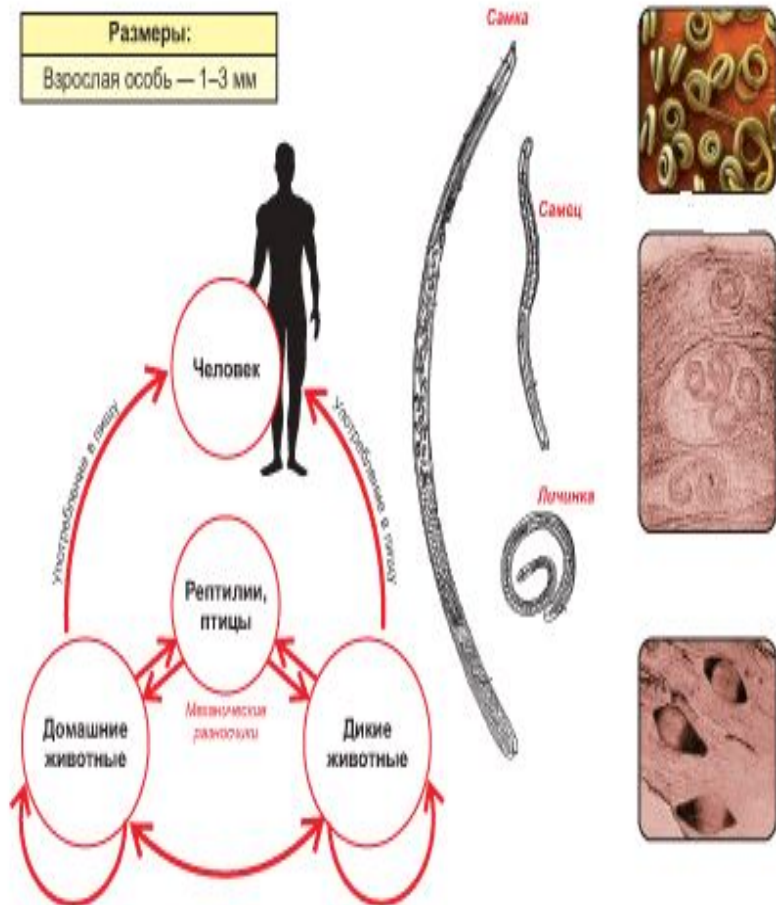 Размеры:
Взрослая особь — 1–3 мм
Самка
Самец
Человек
Употребление в пищу
Употребление в пищу
Личинка
Рептилии,
птицы
Механические
разносчики
Домашние
животные
Дикие
животные